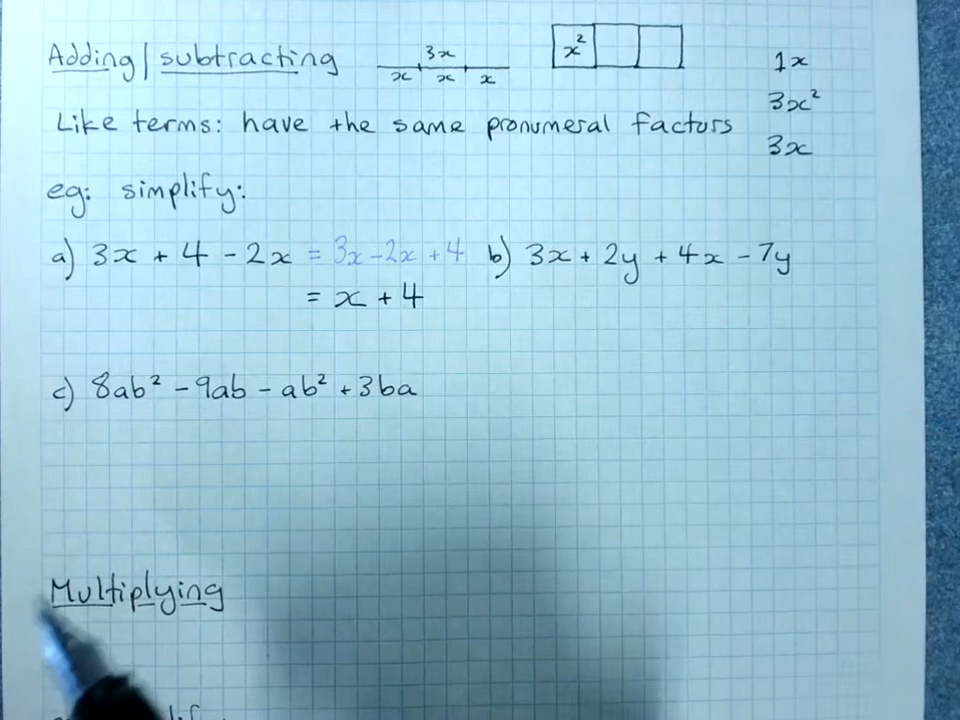 Adding/subtracting 3x x x x x² 1x
3x²
Like terms: have the same pronumeral factors
3x
eg: simplify:
a) 3x + 4 - 2x = 3x - 2x + 4 b) 3x + 2y + 4x - 7y
= x + 4
c) 8ab² - 9ab - ab² + 3ba
Multiplying